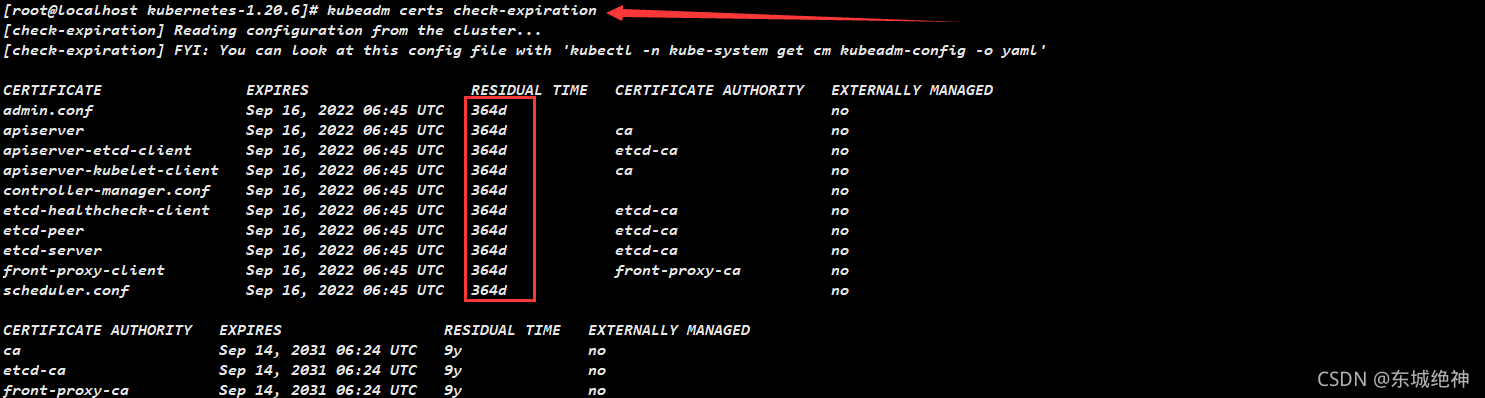 [root@localhost kubernetes-1.20.6]# kubeadm certs check-expiration
[check-expiration] Reading configuration from the cluster...
[check-expiration] FYI: You can look at this config file with 'kubectl -n kube-system get cm kubeadm-config -o yaml'
CERTIFICATE EXPIRES RESIDUAL TIME CERTIFICATE AUTHORITY EXTERNALLY MANAGED
admin.conf Sep 16, 2022 06:45 UTC 364d no
apiserver Sep 16, 2022 06:45 UTC 364d ca no
apiserver-etcd-client Sep 16, 2022 06:45 UTC 364d etcd-ca no
apiserver-kubelet-client Sep 16, 2022 06:45 UTC 364d ca no
controller-manager.conf Sep 16, 2022 06:45 UTC 364d no
etcd-healthcheck-client Sep 16, 2022 06:45 UTC 364d etcd-ca no
etcd-peer Sep 16, 2022 06:45 UTC 364d etcd-ca no
etcd-server Sep 16, 2022 06:45 UTC 364d etcd-ca no
front-proxy-client Sep 16, 2022 06:45 UTC 364d front-proxy-ca no
scheduler.conf Sep 16, 2022 06:45 UTC 364d no
CERTIFICATE AUTHORITY EXPIRES RESIDUAL TIME EXTERNALLY MANAGED
ca Sep 14, 2031 06:24 UTC 9y no
etcd-ca Sep 14, 2031 06:24 UTC 9y no
front-proxy-ca Sep 14, 2031 06:24 UTC 9y no
CSDN @东城绝神